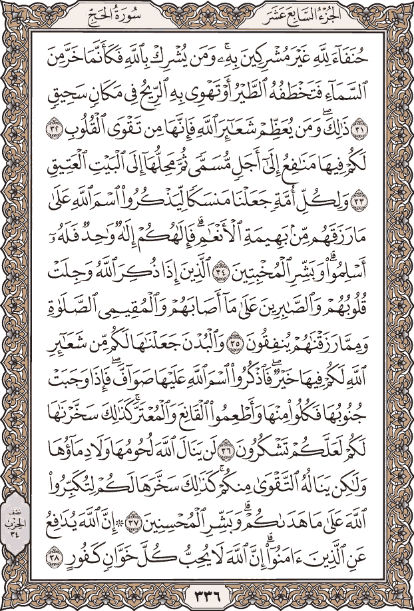 الجزء السابع عشر
سورة الحج
حُنَفَآءَ لِلَّهِ غَيْرَ مُشْرِكِينَ بِهِۦۚ وَمَن يُشْرِكْ بِٱللَّهِ فَكَأَنَّمَا خَرَّ مِنَ
ٱلسَّمَآءِ فَتَخْطَفُهُ ٱلطَّيْرُ أَوْ تَهْوِى بِهِ ٱلرِّيحُ فِى مَكَانٍ سَحِيقٍ
٣١ ذَٰلِكَۖ وَمَن يُعَظِّمْ شَعَٰٓئِرَ ٱللَّهِ فَإِنَّهَا مِن تَقْوَى ٱلْقُلُوبِ ٣٢
لَكُمْ فِيهَا مَنَٰفِعُ إِلَىٰٓ أَجَلٍ مُّسَمًّى ثُمَّ مَحِلُّهَآ إِلَى ٱلْبَيْتِ ٱلْعَتِيقِ
٣٣ وَلِكُلِّ أُمَّةٍ جَعَلْنَا مَنسَكًا لِّيَذْكُرُوا۟ ٱسْمَ ٱللَّهِ عَلَىٰ
مَا رَزَقَهُم مِّنۢ بَهِيمَةِ ٱلْأَنْعَٰمِۗ فَإِلَٰهُكُمْ إِلَٰهٌ وَٰحِدٌ فَلَهُۥٓ
أَسْلِمُوا۟ۗ وَبَشِّرِ ٱلْمُخْبِتِينَ ٣٤ ٱلَّذِينَ إِذَا ذُكِرَ ٱللَّهُ وَجِلَتْ
قُلُوبُهُمْ وَٱلصَّٰبِرِينَ عَلَىٰ مَآ أَصَابَهُمْ وَٱلْمُقِيمِى ٱلصَّلَوٰةِ
وَمِمَّا رَزَقْنَٰهُمْ يُنفِقُونَ ٣٥ وَٱلْبُدْنَ جَعَلْنَٰهَا لَكُم مِّن شَعَٰٓئِرِ
ٱللَّهِ لَكُمْ فِيهَا خَيْرٌۖ فَٱذْكُرُوا۟ ٱسْمَ ٱللَّهِ عَلَيْهَا صَوَآفَّۖ فَإِذَا وَجَبَتْ
جُنُوبُهَا فَكُلُوا۟ مِنْهَا وَأَطْعِمُوا۟ ٱلْقَانِعَ وَٱلْمُعْتَرَّۚ كَذَٰلِكَ سَخَّرْنَٰهَا
لَكُمْ لَعَلَّكُمْ تَشْكُرُونَ ٣٦ لَن يَنَالَ ٱللَّهَ لُحُومُهَا وَلَا دِمَآؤُهَا
وَلَٰكِن يَنَالُهُ ٱلتَّقْوَىٰ مِنكُمْۚ كَذَٰلِكَ سَخَّرَهَا لَكُمْ لِتُكَبِّرُوا۟
ٱللَّهَ عَلَىٰ مَا هَدَىٰكُمْۗ وَبَشِّرِ ٱلْمُحْسِنِينَ ٣٧ ۞ إِنَّ ٱللَّهَ يُدَٰفِعُ
عَنِ ٱلَّذِينَ ءَامَنُوٓا۟ۗ إِنَّ ٱللَّهَ لَا يُحِبُّ كُلَّ خَوَّانٍ كَفُورٍ ٣٨
نصف
الحزب
٣٤
٣٣٦